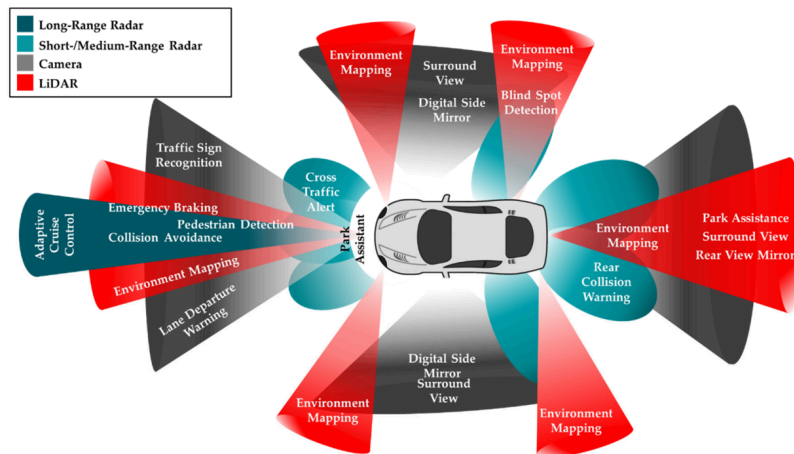 Long-Range Radar
Short-/Medium-Range Radar
Camera
LiDAR
Environment
Mapping
Surround
View
Digital Side
Mirror
Environment
Mapping
Blind Spot
Detection
Traffic Sign
Recognition
Cross
Traffic
Alert
Adaptive
Cruise
Control
Emergency Braking
Pedestrian Detection
Collision Avoidance
Environment Mapping
Lane Departure
Warning
Park
Assistant
Environment
Mapping
Park Assistance
Surround View
Rear View Mirror
Rear
Collision
Warning
Digital Side
Mirror
Surround
View
Environment
Mapping
Environment
Mapping